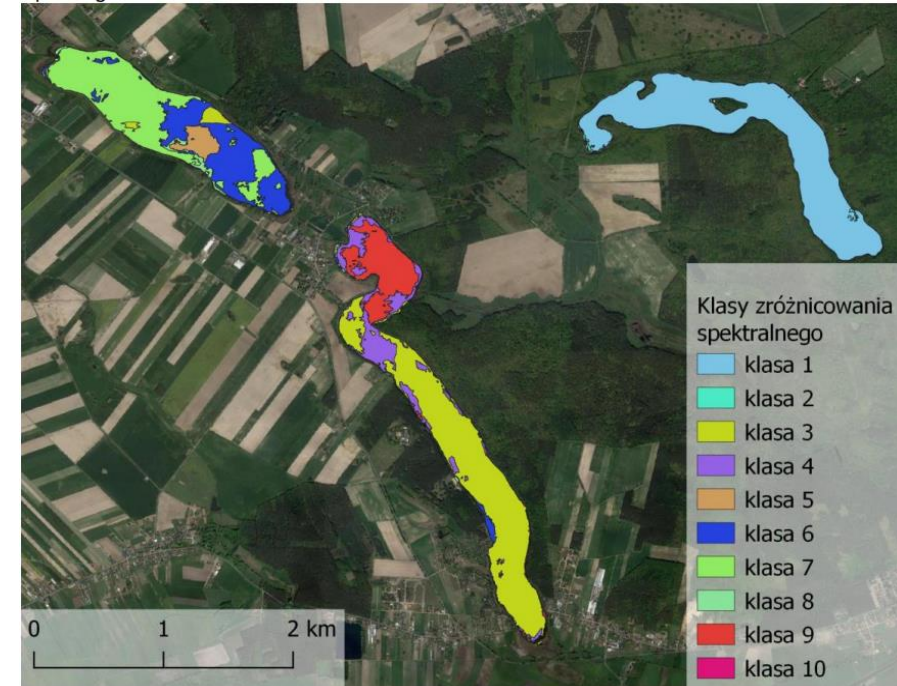 Klasy zróżnicowania
spektralnego
klasa 1
klasa 2
klasa 3
klasa 4
klasa 5
klasa 6
klasa 7
klasa 8
klasa 9
klasa 10
0 1 2 km